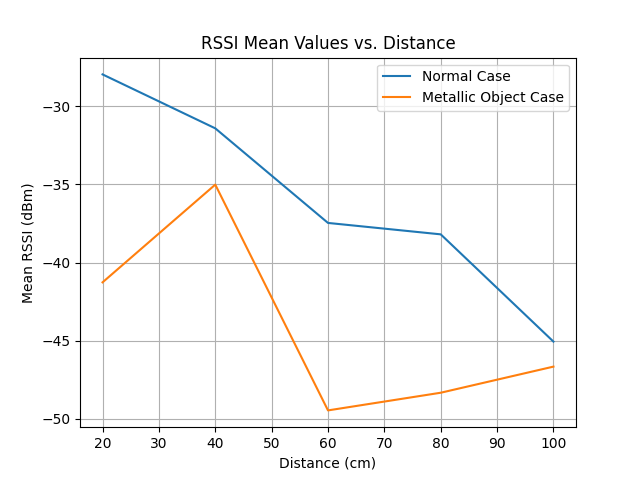 RSSI Mean Values vs. Distance
Normal Case
Metallic Object Case
Mean RSSI (dBm)
−30
−35
−40
−45
−50
20 30 40 50 60 70 80 90 100
Distance (cm)